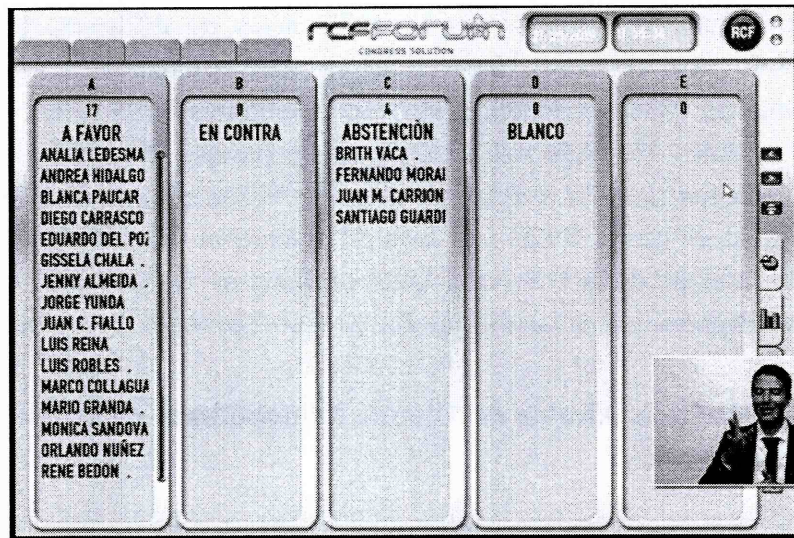 RCFFORUM
CONGRESS SOLUTION
RCF
A
17
A FAVOR
ANALIA LEDESMA
ANDREA HIDALGO
BLANCA PAUCAR
DIEGO CARRASCO
EDUARDO DEL POZ
GISSELA CHALA .
JENNY ALMEIDA .
JORGE YUNDA
JUAN C. FIALLO
LUIS REINA
LUIS ROBLES .
MARCO COLLAGUA
MARIO GRANDA .
MONICA SANDOVA
ORLANDO NUÑEZ
RENE BEDON .
B
0
EN CONTRA
C
4
ABSTENCIÓN
BRITH VACA .
FERNANDO MORAI
JUAN M. CARRION
SANTIAGO GUARDI
D
0
BLANCO
E
0